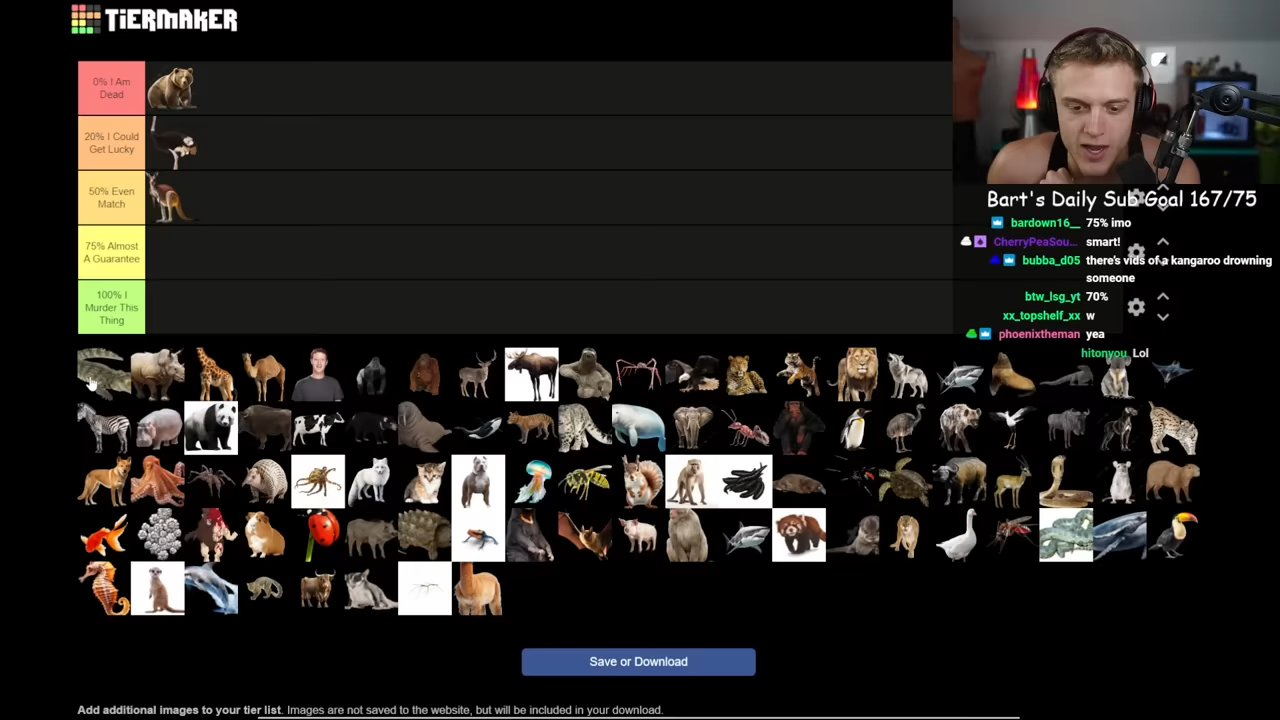 TIERMAKER
0% I Am
Dead
20% I Could
Get Lucky
50% Even
Match
75% Almost
A Guarantee
100% I
Murder This
Thing
Bart's Daily Sub Goal 167/75
bardown16__ 75% imo
CherryPeaSou... smart!
bubba_d05 there's vids of a kangaroo drowning
someone
btw_lsg_yt 70%
xx_topshelf_xx w
phoenixtheman yea
hitonyou Lol
Save or Download
Add additional images to your tier list. Images are not saved to the website, but will be included in your download.